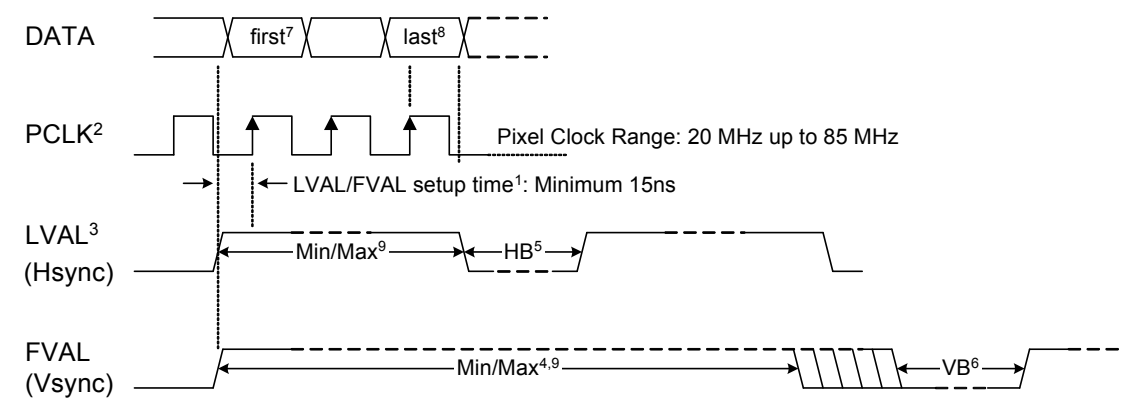 DATA first⁷ last⁸
PCLK² Pixel Clock Range: 20 MHz up to 85 MHz
LVAL/FVAL setup time¹: Minimum 15ns
LVAL³
Min/Max⁹ HB⁵
(Hsync)
FVAL
Min/Max⁴,⁹ VB⁶
(Vsync)